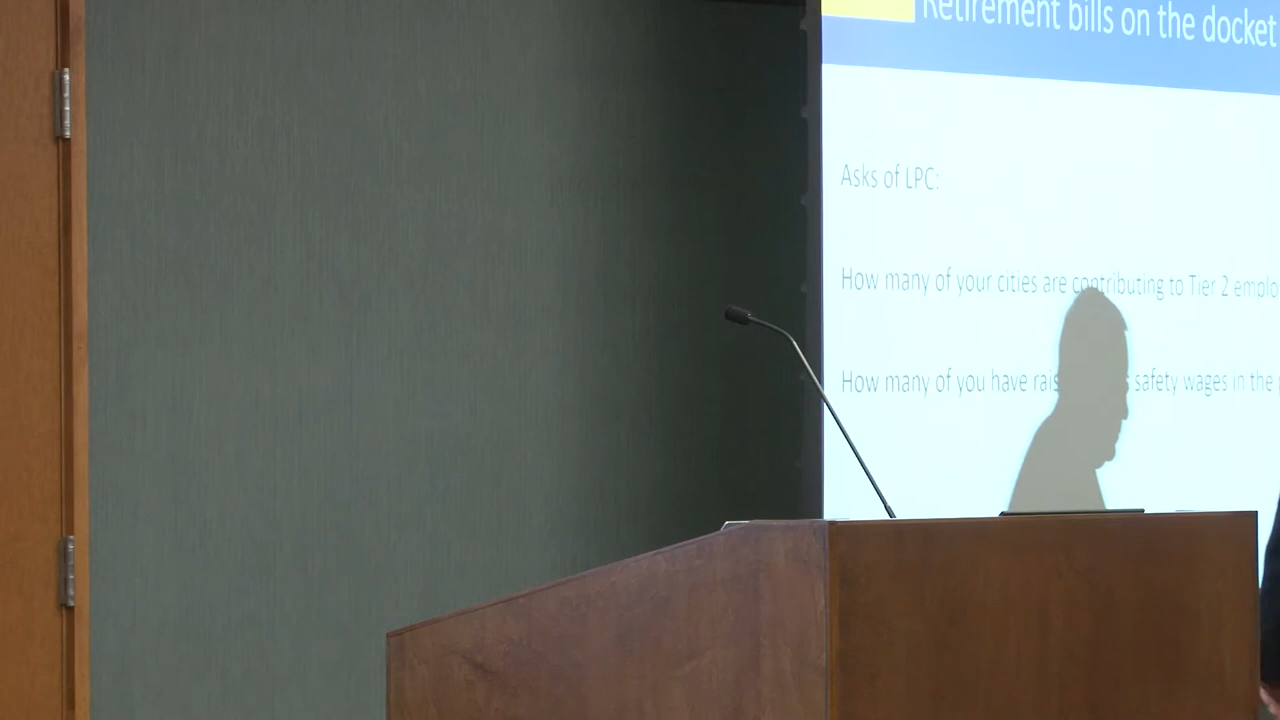 Retirement bills on the docket
Asks of LPC:
How many of your cities are contributing to Tier 2 emplo
How many of you have rais safety wages in the